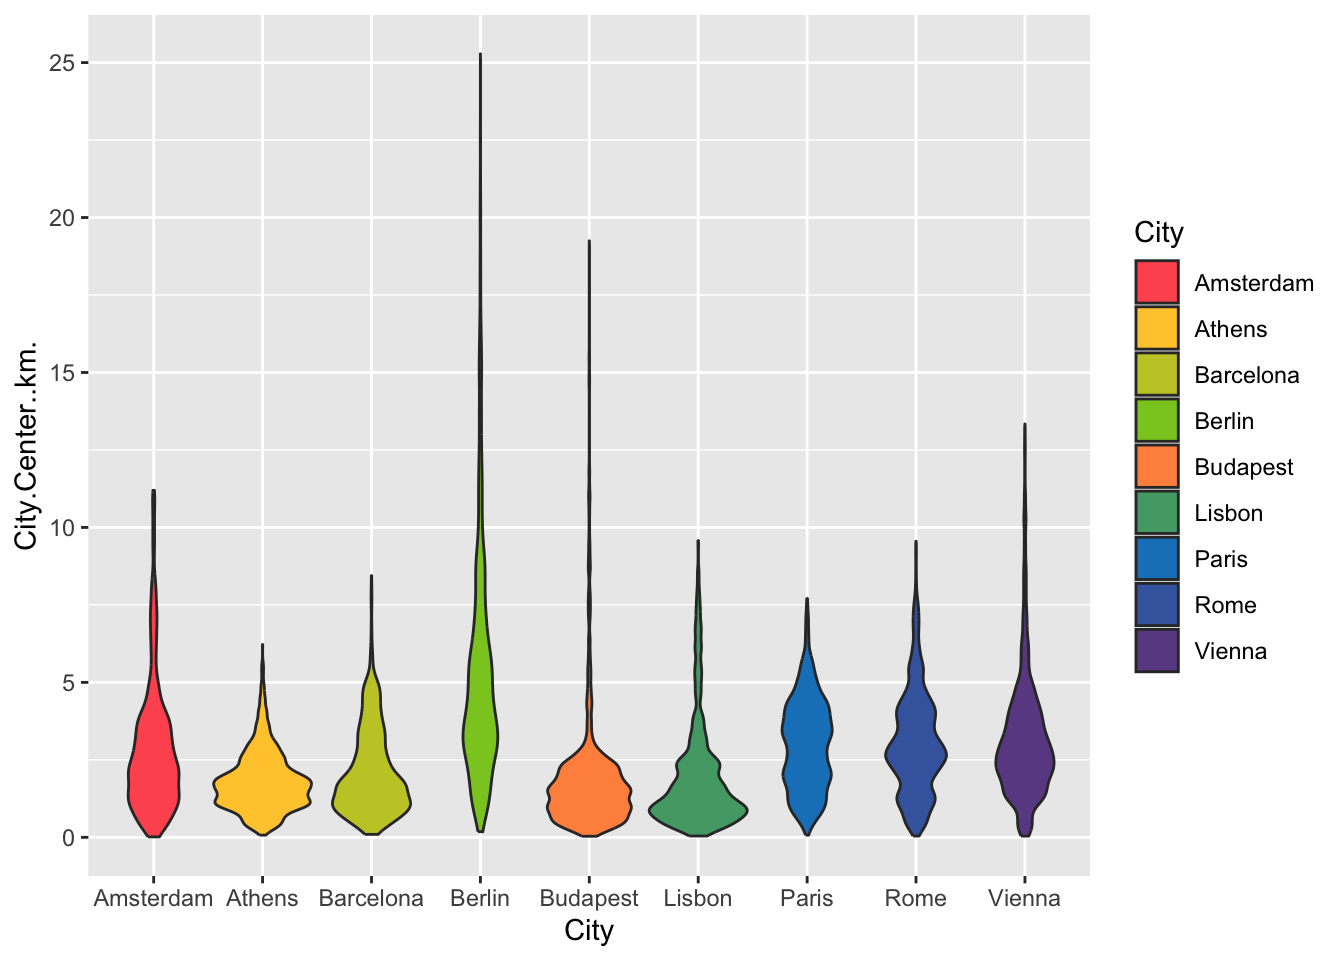 25
20
15
10
5
0
City.Center..km.
Amsterdam Athens Barcelona Berlin Budapest Lisbon Paris Rome Vienna
City
City
Amsterdam
Athens
Barcelona
Berlin
Budapest
Lisbon
Paris
Rome
Vienna